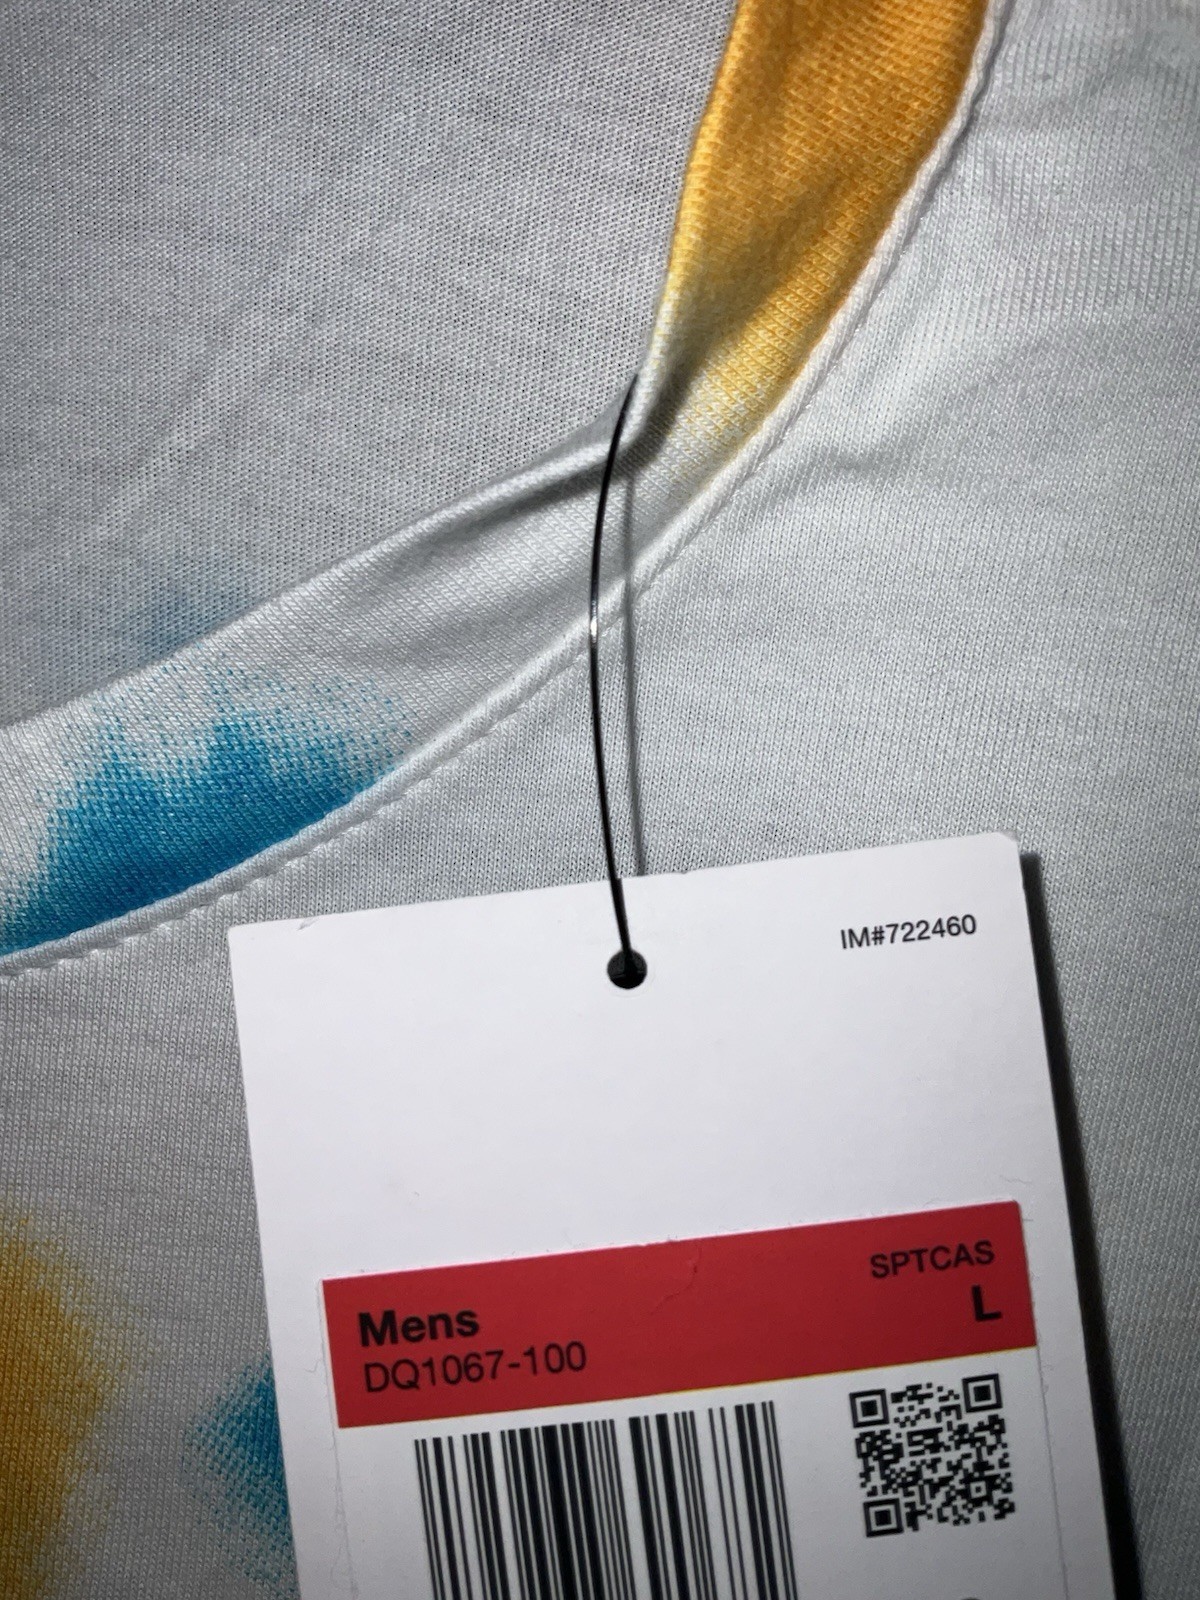 IM#722460
SPTCAS
Mens
L
DQ1067-100